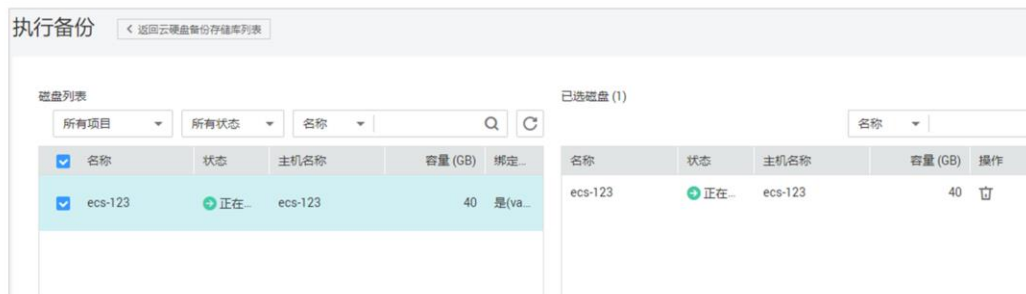 执行备份 < 返回云硬盘备份存储库列表
磁盘列表
所有项目 所有状态 名称
名称 状态 主机名称 容量 (GB) 绑定...
ecs-123 正在... ecs-123 40 是(va...
已选磁盘 (1)
名称
名称 状态 主机名称 容量 (GB) 操作
ecs-123 正在... ecs-123 40